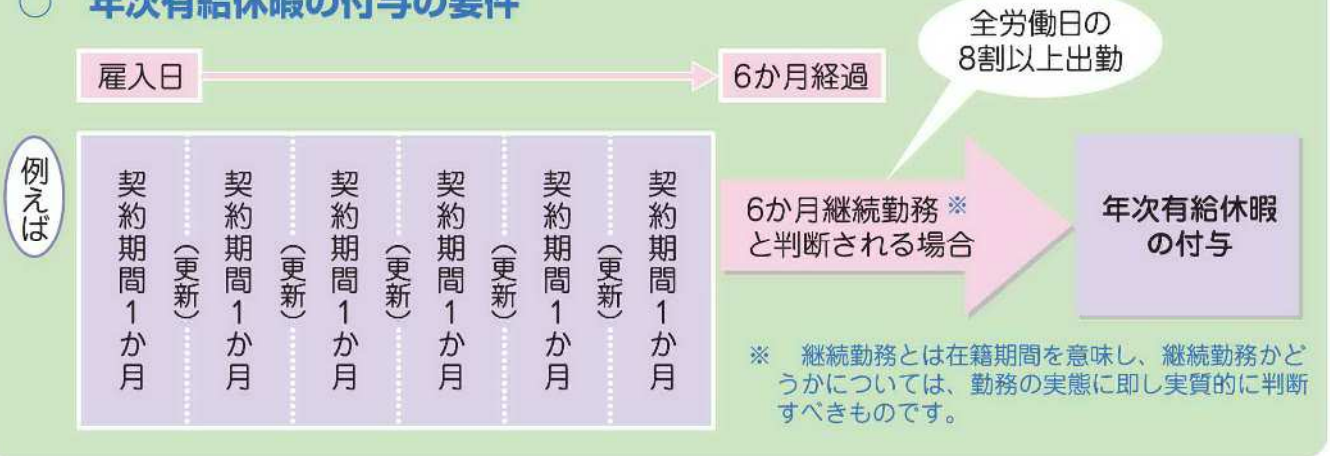 ○ 年次有給休暇の付与の要件
全労働日の
8割以上出勤
雇入日
6か月経過
例えば
契約期間1か月
（更新）
契約期間1か月
（更新）
契約期間1か月
（更新）
契約期間1か月
（更新）
契約期間1か月
（更新）
契約期間1か月
6か月継続勤務※
と判断される場合
年次有給休暇
の付与
※ 継続勤務とは在籍期間を意味し、継続勤務かど
うかについては、勤務の実態に即し実質的に判断
すべきものです。